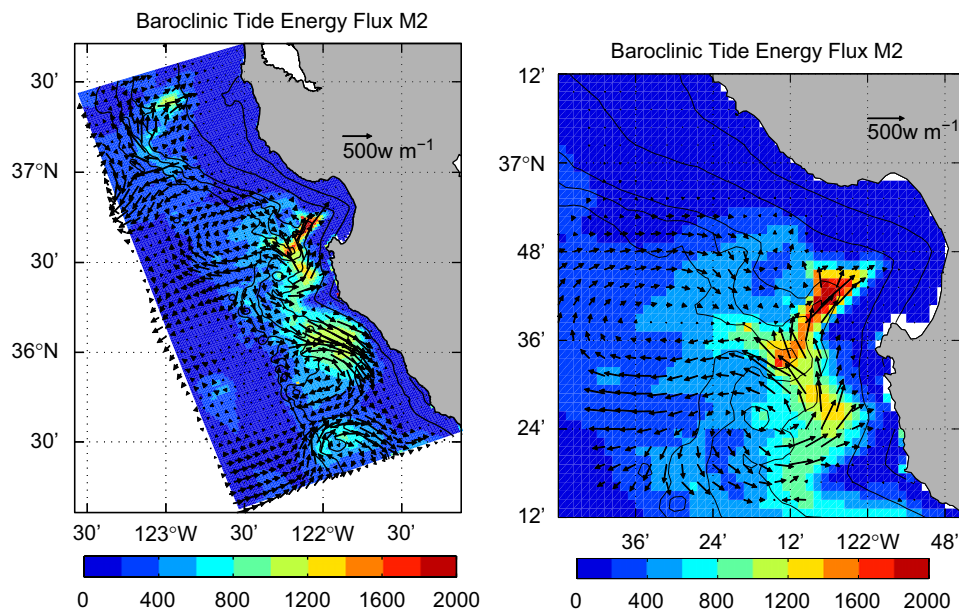 Baroclinic Tide Energy Flux M2
30’
37°N
30’
36°N
30’
500w m⁻¹
30’ 123°W 30’ 122°W 30’
0 400 800 1200 1600 2000
Baroclinic Tide Energy Flux M2
12’
37°N
48’
36’
24’
12’
500w m⁻¹
36’ 24’ 12’ 122°W 48’
0 400 800 1200 1600 2000